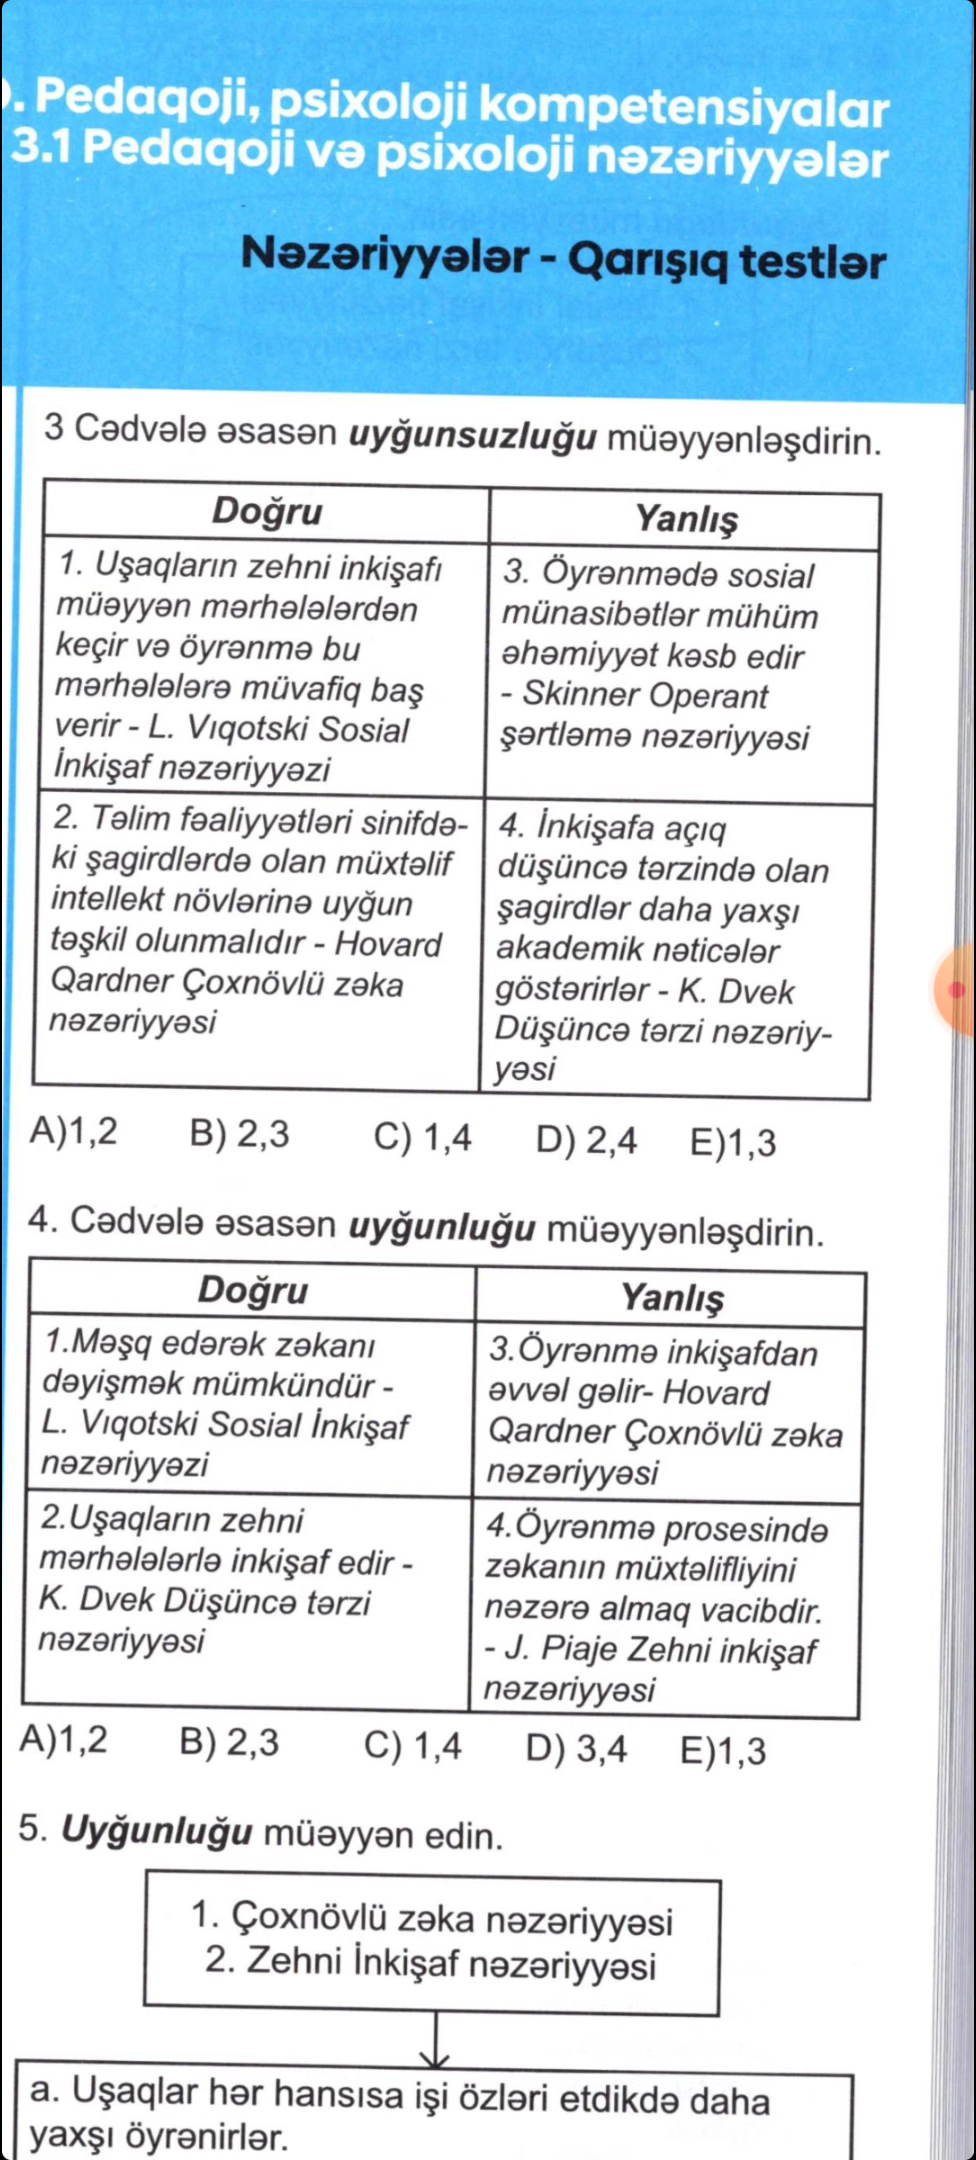 . Pedaqoji, psixoloji kompetensiyalar
3.1 Pedaqoji və psixoloji nəzəriyyələr
Nəzəriyyələr - Qarışıq testlər
3 Cədvələ əsasən uyğunsuzluğu müəyyənləşdirin.
Doğru
1. Uşaqların zehni inkişafı
müəyyən mərhələlərdən
keçir və öyrənmə bu
mərhələlərə müvafiq baş
verir - L. Vıqotski Sosial
İnkişaf nəzəriyyəzi
2. Təlim fəaliyyətləri sinifdə-
ki şagirdlərdə olan müxtəlif
intellekt növlərinə uyğun
təşkil olunmalıdır - Hovard
Qardner Çoxnövlü zəka
nəzəriyyəsi
Yanlış
3. Öyrənmədə sosial
münasibətlər mühüm
əhəmiyyət kəsb edir
- Skinner Operant
şərtləmə nəzəriyyəsi
4. İnkişafa açıq
düşüncə tərzində olan
şagirdlər daha yaxşı
akademik nəticələr
göstərirlər - K. Dvek
Düşüncə tərzi nəzəriy-
yəsi
A)1,2 B) 2,3 C) 1,4 D) 2,4 E)1,3
4. Cədvələ əsasən uyğunluğu müəyyənləşdirin.
Doğru
1.Məşq edərək zəkanı
dəyişmək mümkündür -
L. Vıqotski Sosial İnkişaf
nəzəriyyəzi
2.Uşaqların zehni
mərhələlərlə inkişaf edir -
K. Dvek Düşüncə tərzi
nəzəriyyəsi
Yanlış
3.Öyrənmə inkişafdan
əvvəl gəlir- Hovard
Qardner Çoxnövlü zəka
nəzəriyyəsi
4.Öyrənmə prosesində
zəkanın müxtəlifliyini
nəzərə almaq vacibdir.
- J. Piaje Zehni inkişaf
nəzəriyyəsi
A)1,2 B) 2,3 C) 1,4 D) 3,4 E)1,3
5. Uyğunluğu müəyyən edin.
1. Çoxnövlü zəka nəzəriyyəsi
2. Zehni İnkişaf nəzəriyyəsi
a. Uşaqlar hər hansısa işi özləri etdikdə daha
yaxşı öyrənirlər.